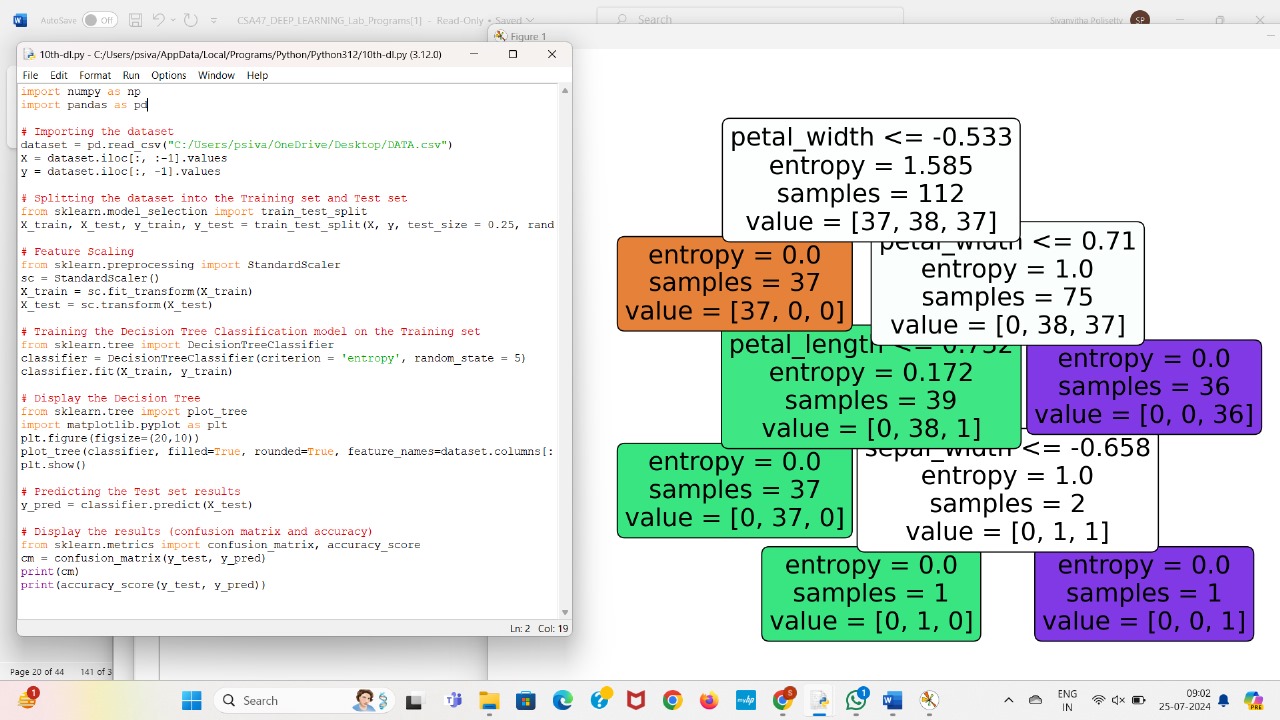 AutoSave Off
CSA47_DEEP_LEARNING_Lab_Programs[1] - Read-Only • Saved
Search
Sivanvitha Polisetty SP
Figure 1
10th-dl.py - C:/Users/psiva/AppData/Local/Programs/Python/Python312/10th-dl.py (3.12.0)
File Edit Format Run Options Window Help
import numpy as np
import pandas as pd
# Importing the dataset
dataset = pd.read_csv("C:/Users/psiva/OneDrive/Desktop/DATA.csv")
X = dataset.iloc[:, :-1].values
y = dataset.iloc[:, -1].values
# Splitting the dataset into the Training set and Test set
from sklearn.model_selection import train_test_split
X_train, X_test, y_train, y_test = train_test_split(X, y, test_size = 0.25, rand
# Feature Scaling
from sklearn.preprocessing import StandardScaler
sc = StandardScaler()
X_train = sc.fit_transform(X_train)
X_test = sc.transform(X_test)
# Training the Decision Tree Classification model on the Training set
from sklearn.tree import DecisionTreeClassifier
classifier = DecisionTreeClassifier(criterion = 'entropy', random_state = 5)
classifier.fit(X_train, y_train)
# Display the Decision Tree
from sklearn.tree import plot_tree
import matplotlib.pyplot as plt
plt.figure(figsize=(20,10))
plot_tree(classifier, filled=True, rounded=True, feature_names=dataset.columns[:
plt.show()
# Predicting the Test set results
y_pred = classifier.predict(X_test)
# Display the results (confusion matrix and accuracy)
from sklearn.metrics import confusion_matrix, accuracy_score
cm = confusion_matrix(y_test, y_pred)
print(cm)
print(accuracy_score(y_test, y_pred))
Ln: 2 Col: 19
petal_width <= -0.533
entropy = 1.585
samples = 112
value = [37, 38, 37]
entropy = 0.0
samples = 37
value = [37, 0, 0]
petal_width <= 0.71
entropy = 1.0
samples = 75
value = [0, 38, 37]
petal_length <= 0.752
entropy = 0.172
samples = 39
value = [0, 38, 1]
entropy = 0.0
samples = 36
value = [0, 0, 36]
entropy = 0.0
samples = 37
value = [0, 37, 0]
sepal_width <= -0.658
entropy = 1.0
samples = 2
value = [0, 1, 1]
entropy = 0.0
samples = 1
value = [0, 1, 0]
entropy = 0.0
samples = 1
value = [0, 0, 1]
Page 20 of 44 141 of 3
1
Search
S
1
ENG
IN
09:02
25-07-2024
PRE